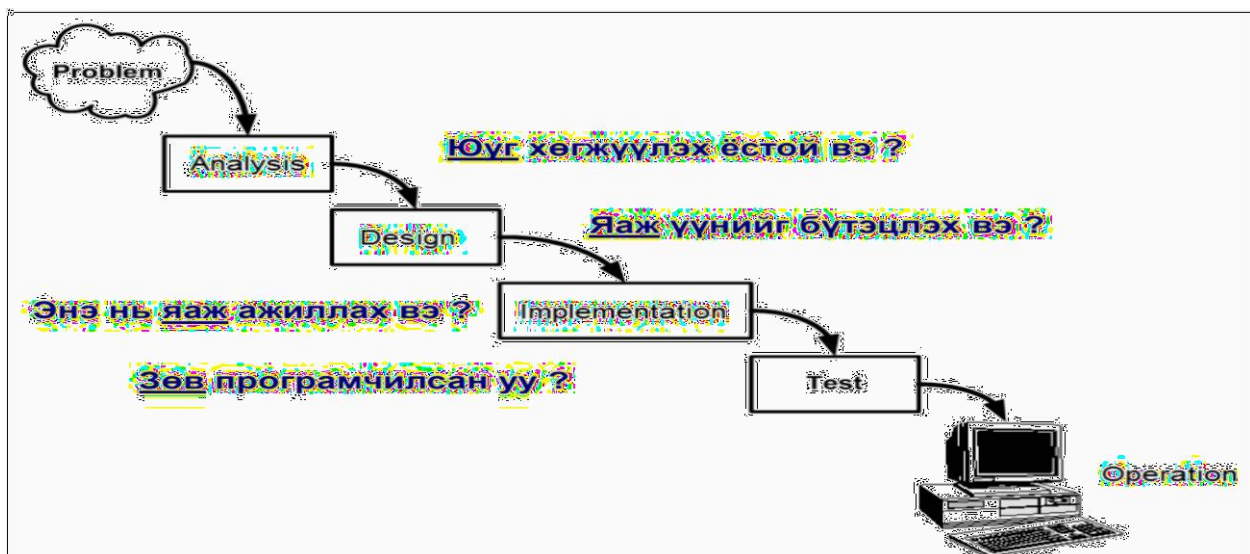 Problem
Analysis
Юуг хөгжүүлэх ёстой вэ ?
Design
Яаж үүнийг бүтэцлэх вэ ?
Энэ нь яаж ажиллах вэ ?
Implementation
Зөв програмчилсан уу ?
Test
Operation